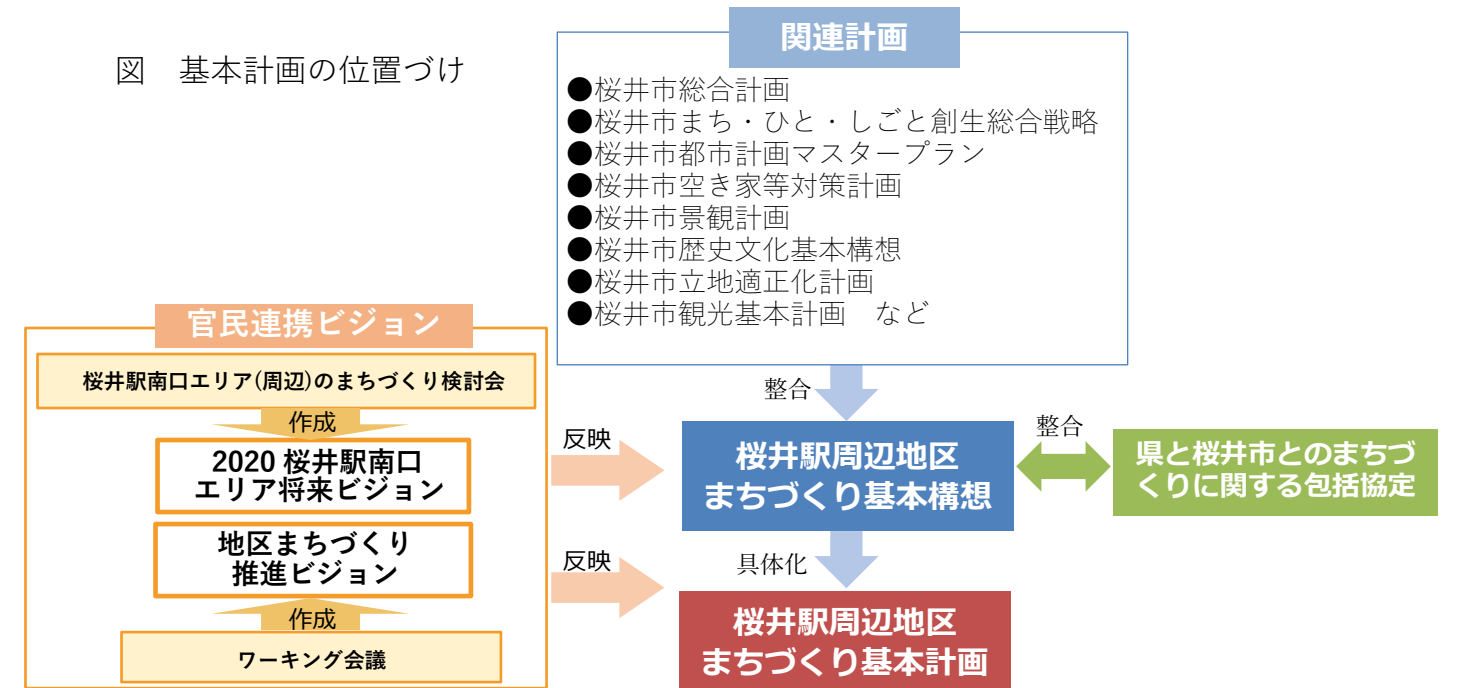 図　基本計画の位置づけ
関連計画
●桜井市総合計画
●桜井市まち・ひと・しごと創生総合戦略
●桜井市都市計画マスタープラン
●桜井市空き家等対策計画
●桜井市景観計画
●桜井市歴史文化基本構想
●桜井市立地適正化計画
●桜井市観光基本計画　など
官民連携ビジョン
桜井駅南口エリア(周辺)のまちづくり検討会
作成
2020 桜井駅南口
エリア将来ビジョン
地区まちづくり
推進ビジョン
作成
ワーキング会議
反映
反映
整合
桜井駅周辺地区
まちづくり基本構想
整合
県と桜井市とのまちづ
くりに関する包括協定
具体化
桜井駅周辺地区
まちづくり基本計画